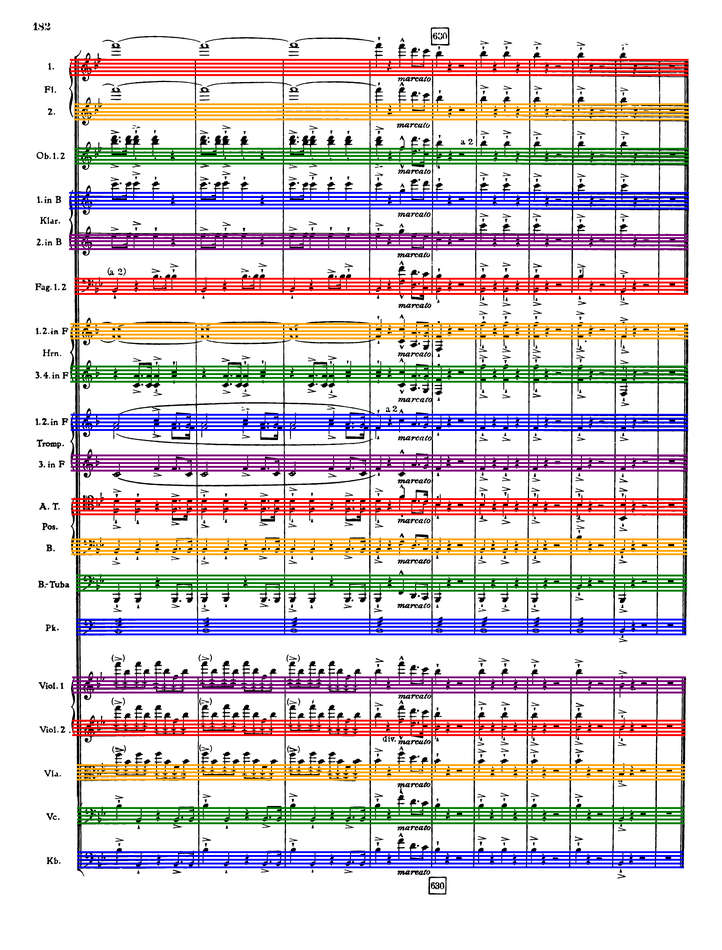 182
630
1.
marcato
Fl.
2.
marcato
a 2
Ob. 1. 2
marcato
1. in B
marcato
Klar.
2. in B
marcato
(a 2)
Fag. 1. 2
marcato
1. 2. in F
marcato
Hrn.
3. 4. in F
marcato
a 2
1. 2. in F
marcato
Tromp.
3. in F
marcato
A. T.
marcato
Pos.
B.
marcato
B.-Tuba
marcato
Pk.
Viol. 1
marcato
Viol. 2
div.
marcato
Vla.
marcato
Vc.
marcato
Kb.
marcato
630